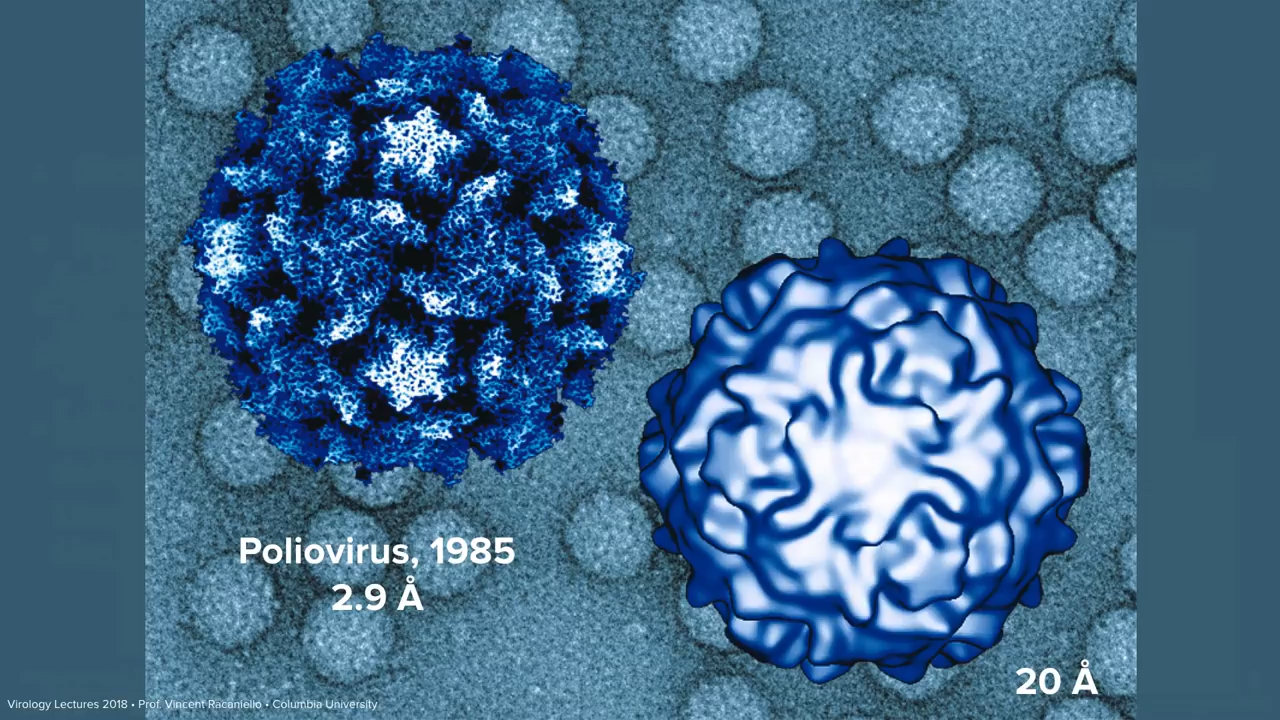 Poliovirus, 1985
2.9 Å
20 Å
Virology Lectures 2018 • Prof. Vincent Racaniello • Columbia University